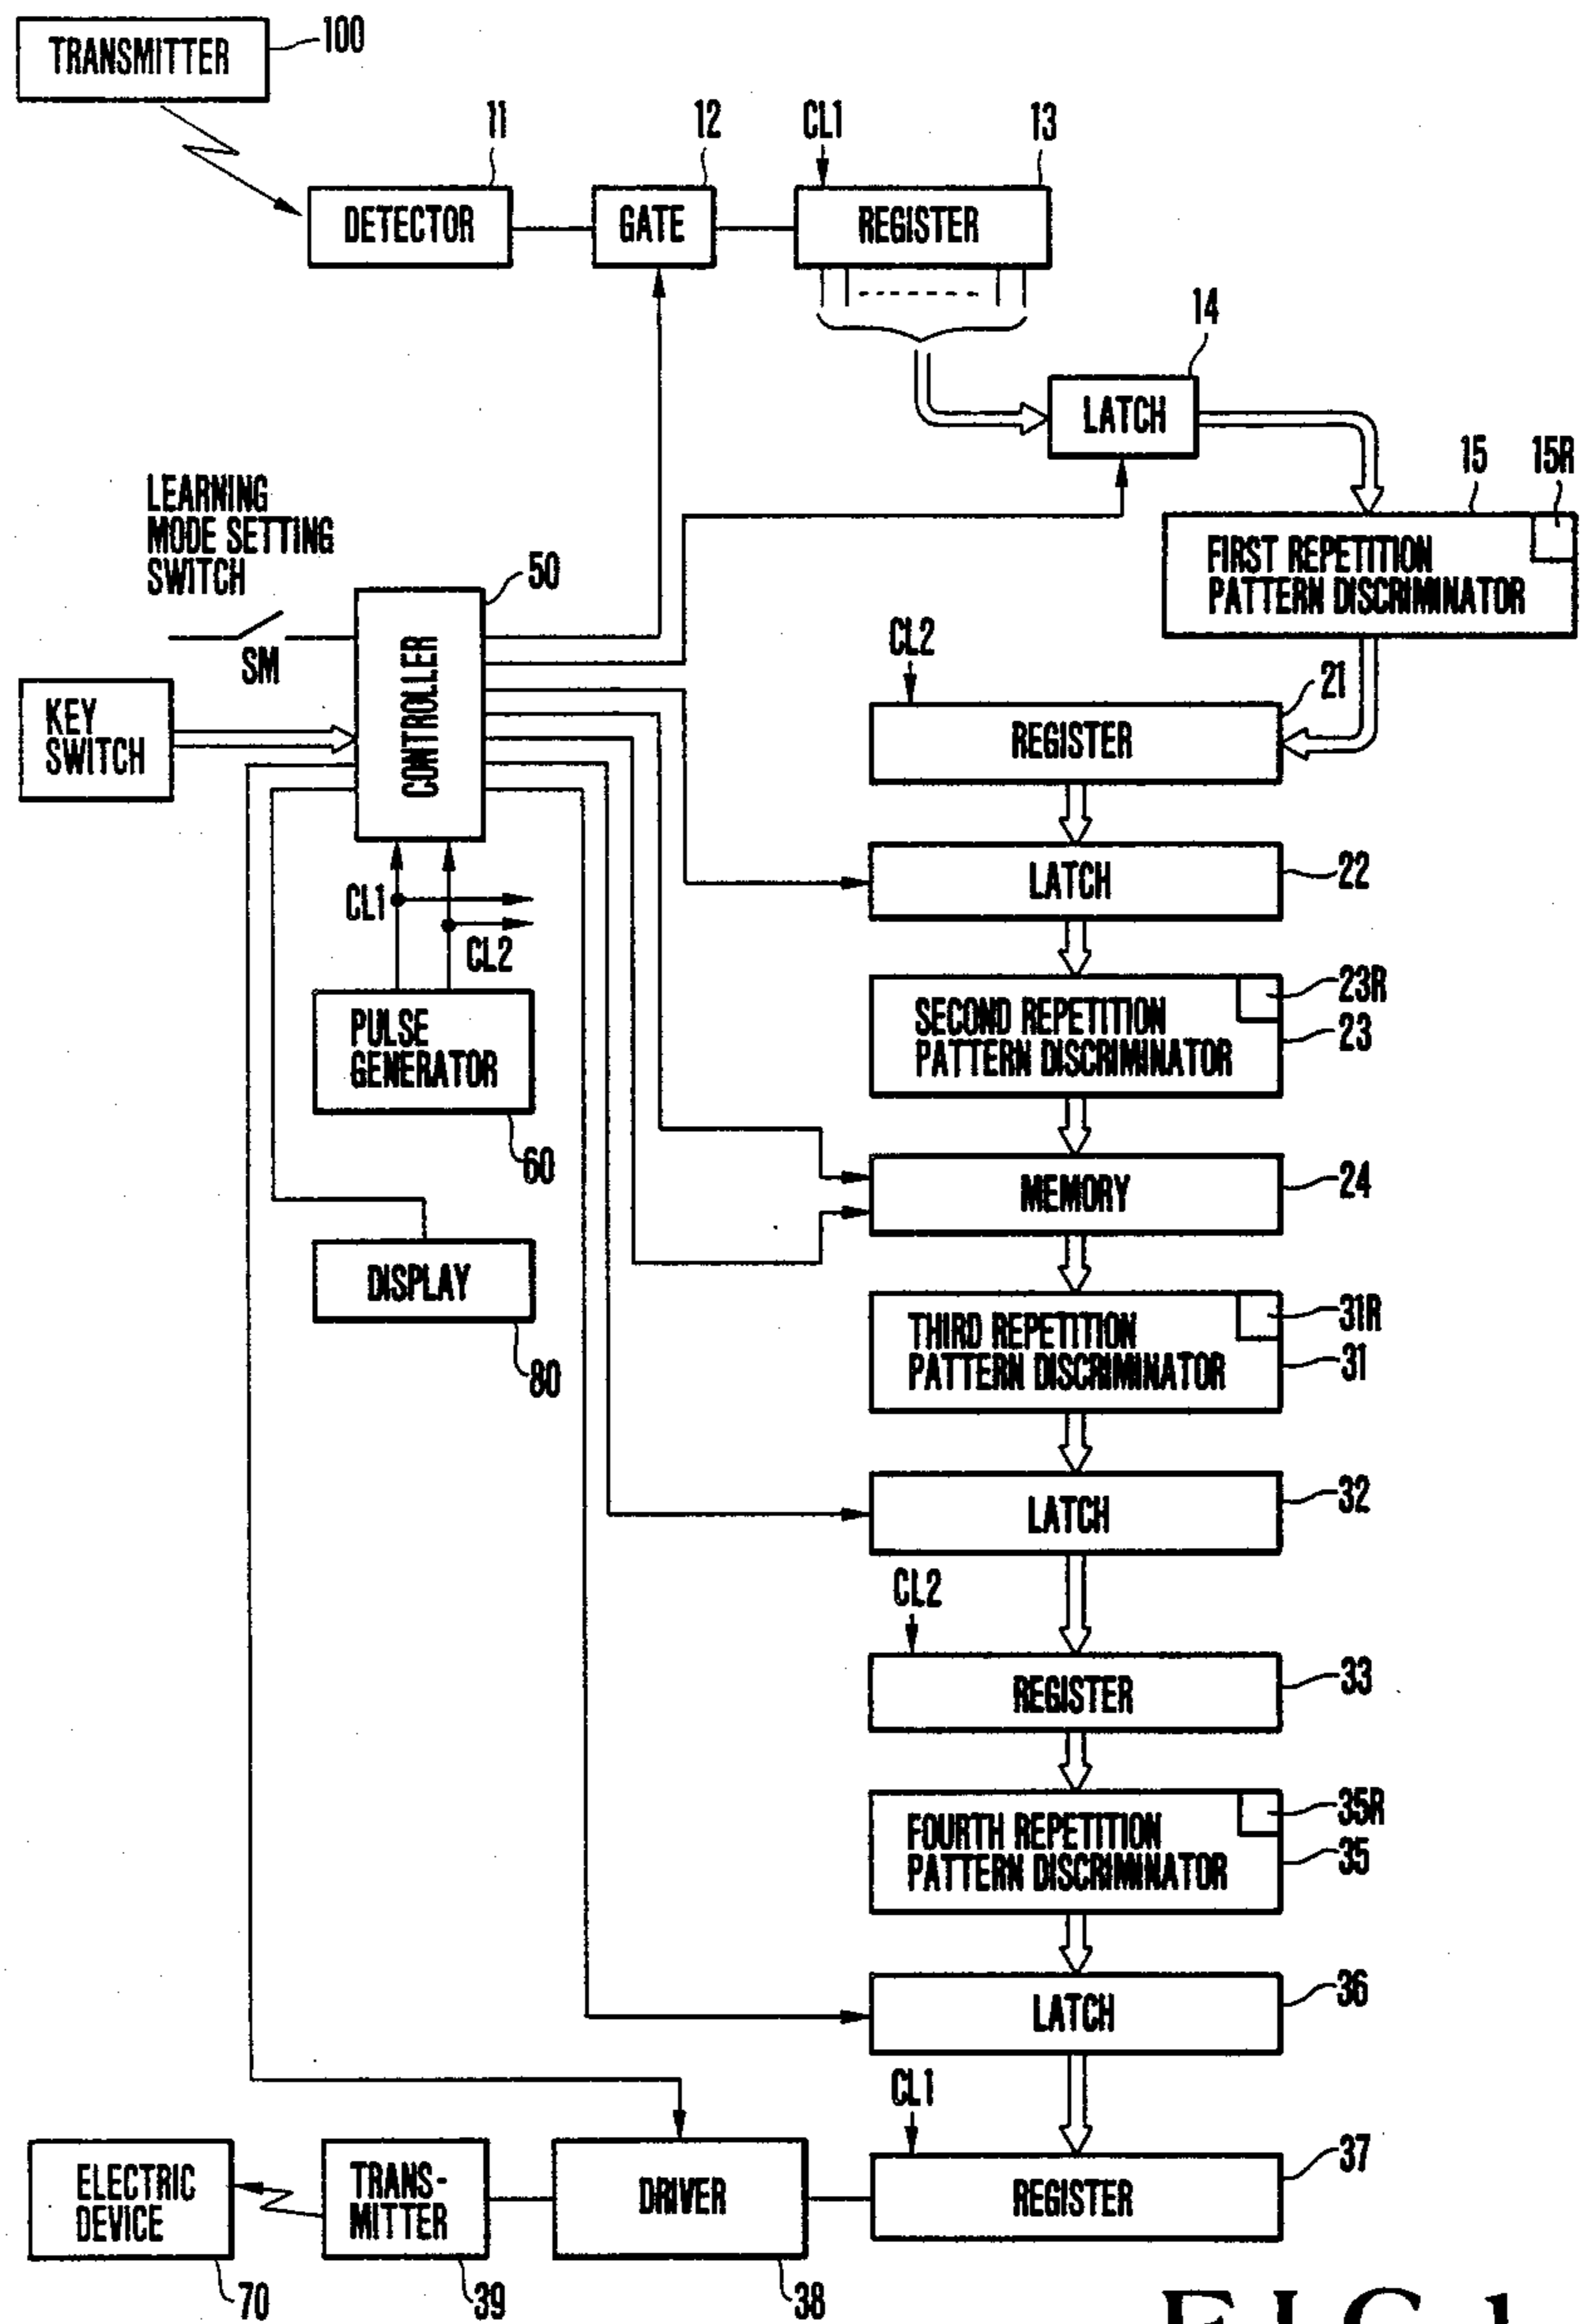 TRANSMITTER
100
11
12
CL1
13
DETECTOR
GATE
REGISTER
14
LATCH
15
15R
LEARNING
MODE SETTING
SWITCH
FIRST REPETITION
PATTERN DISCRIMINATOR
50
SM
CONTROLLER
CL2
21
KEY
SWITCH
REGISTER
LATCH
22
CL1
CL2
23R
SECOND REPETITION
PATTERN DISCRIMINATOR
23
PULSE
GENERATOR
60
MEMORY
24
DISPLAY
80
31R
THIRD REPETITION
PATTERN DISCRIMINATOR
31
LATCH
32
CL2
REGISTER
33
35R
FOURTH REPETITION
PATTERN DISCRIMINATOR
35
LATCH
36
CL1
37
ELECTRIC
DEVICE
TRANS-
MITTER
DRIVER
REGISTER
70
39
38
FIG.1